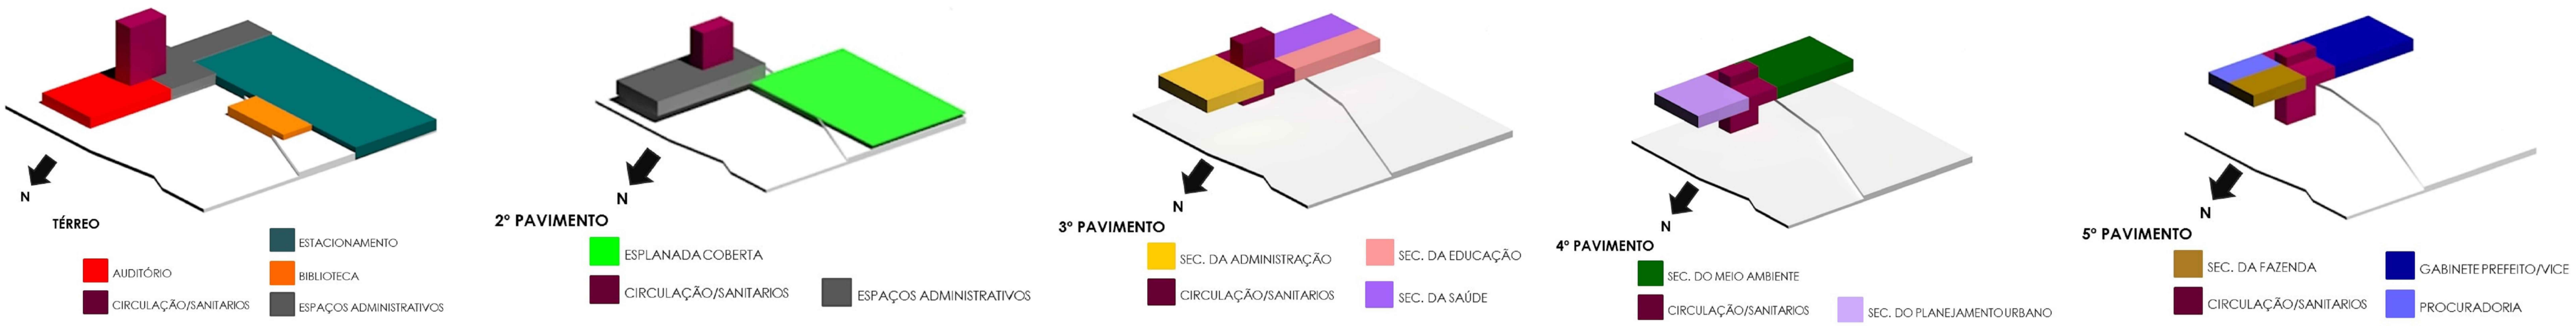 N
TÉRREO
AUDITÓRIO
CIRCULAÇÃO/SANITARIOS
ESTACIONAMENTO
BIBLIOTECA
ESPAÇOS ADMINISTRATIVOS
N
2º PAVIMENTO
ESPLANADA COBERTA
CIRCULAÇÃO/SANITARIOS
ESPAÇOS ADMINISTRATIVOS
N
3º PAVIMENTO
SEC. DA ADMINISTRAÇÃO
CIRCULAÇÃO/SANITARIOS
SEC. DA EDUCAÇÃO
SEC. DA SAÚDE
N
4º PAVIMENTO
SEC. DO MEIO AMBIENTE
CIRCULAÇÃO/SANITARIOS
SEC. DO PLANEJAMENTO URBANO
N
5º PAVIMENTO
SEC. DA FAZENDA
CIRCULAÇÃO/SANITARIOS
GABINETE PREFEITO/VICE
PROCURADORIA